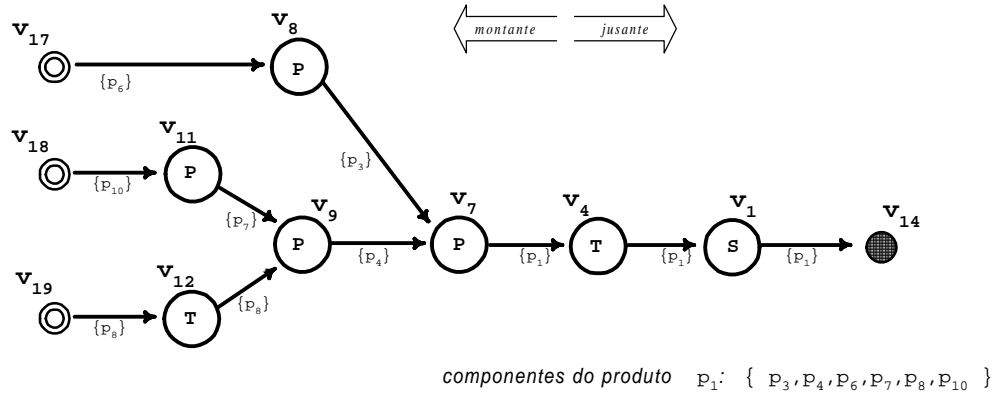 v17
v8
montante jusante
P
{p6}
v18
v11
P
{p10}
{p3}
{p7}
v9
P
{p4}
v7
P
{p1}
v4
T
{p1}
v1
S
{p1}
v14
v19
v12
T
{p8}
{p8}
componentes do produto p1: { p3,p4,p6,p7,p8,p10 }